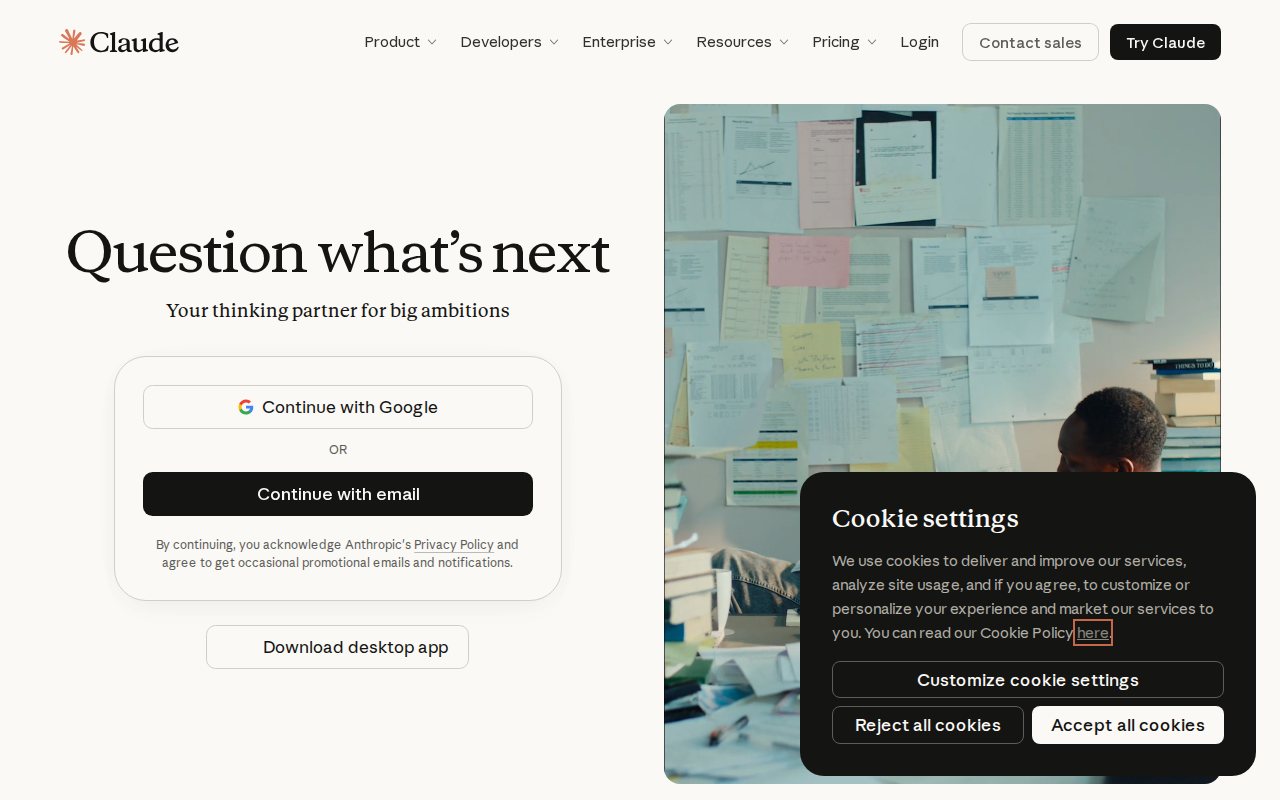 Claude
Product
Developers
Enterprise
Resources
Pricing
Login
Contact sales
Try Claude
Question what's next
Your thinking partner for big ambitions
Continue with Google
OR
Continue with email
By continuing, you acknowledge Anthropic's Privacy Policy and
agree to get occasional promotional emails and notifications.
Download desktop app
THINGS TO DO
Cookie settings
We use cookies to deliver and improve our services,
analyze site usage, and if you agree, to customize or
personalize your experience and market our services to
you. You can read our Cookie Policy here.
Customize cookie settings
Reject all cookies
Accept all cookies